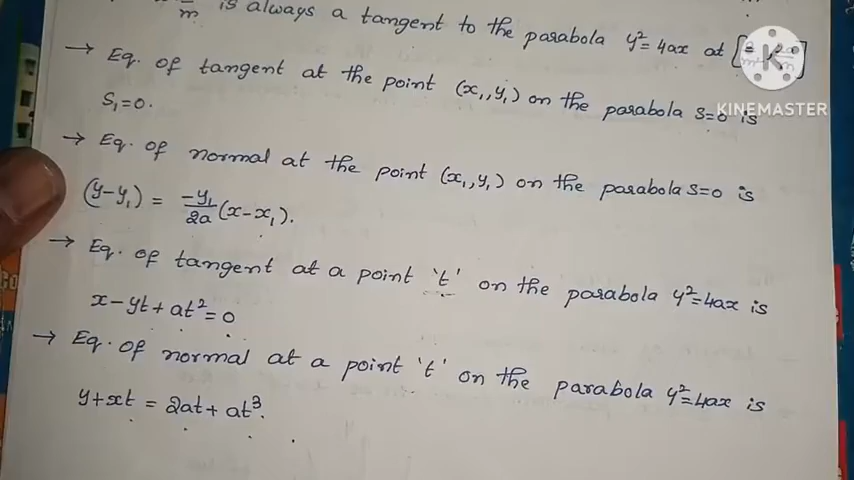 m is always a tangent to the parabola y²=4ax at
→ Eq. of tangent at the point (x₁,y₁) on the parabola S=0 is
S₁=0.
→ Eq. of normal at the point (x₁,y₁) on the parabola S=0 is
(y-y₁) = -y₁/2a (x-x₁).
→ Eq. of tangent at a point 't' on the parabola y²=4ax is
x-yt+at²=0
→ Eq. of normal at a point 't' on the parabola y²=4ax is
y+xt = 2at+at³.
KINEMASTER